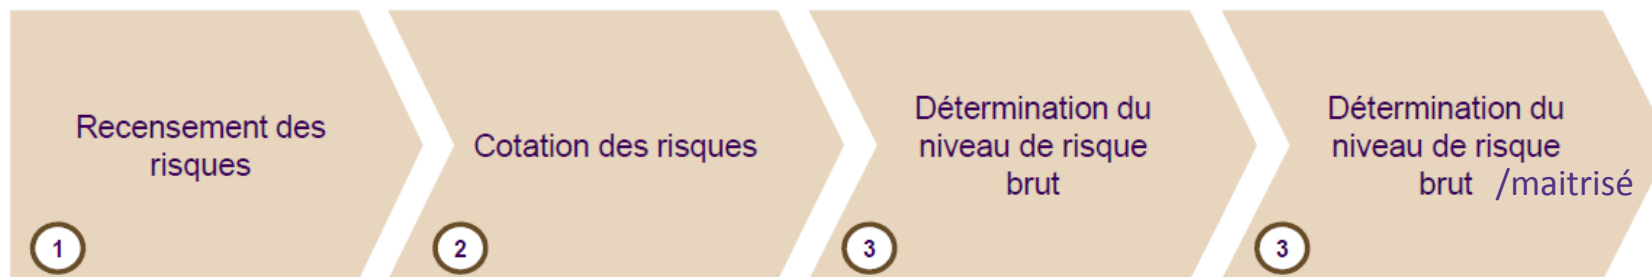 Recensement des
risques
1
Cotation des risques
2
Détermination du
niveau de risque
brut
3
Détermination du
niveau de risque
brut /maitrisé
3